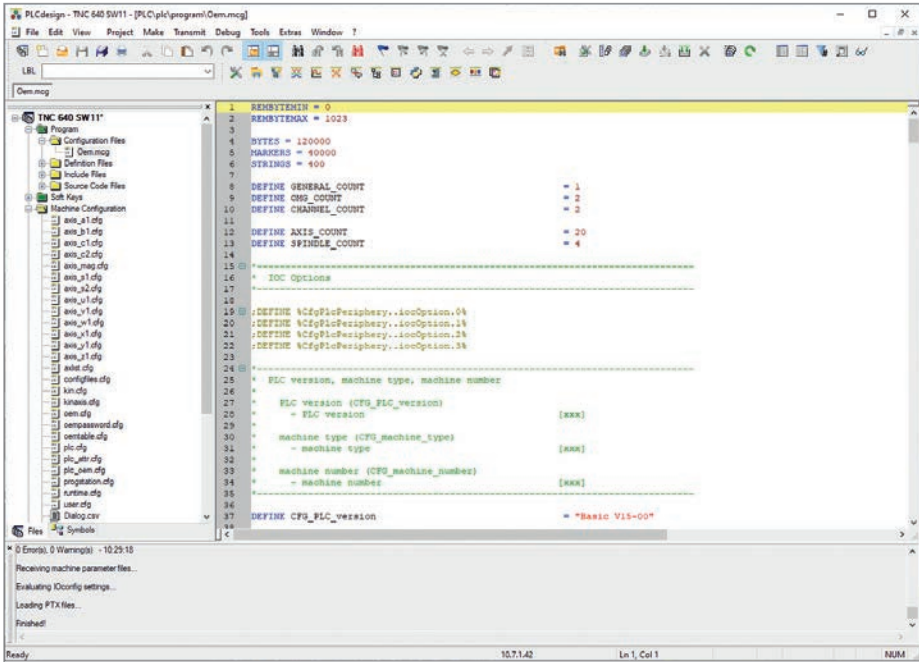 PLCdesign - TNC 640 SW11 - [PLC\plc\program\Oem.mcg]
File Edit View Project Make Transmit Debug Tools Extras Window ?
LBL
Oem.mcg
TNC 640 SW11*
Program
Configuration Files
Oem.mcg
Definition Files
Include Files
Source Code Files
Soft Keys
Machine Configuration
axis_a1.cfg
axis_b1.cfg
axis_c1.cfg
axis_c2.cfg
axis_mag.cfg
axis_s1.cfg
axis_s2.cfg
axis_u1.cfg
axis_v1.cfg
axis_w1.cfg
axis_x1.cfg
axis_y1.cfg
axis_z1.cfg
axlist.cfg
configfiles.cfg
kin.cfg
kinaxis.cfg
oem.cfg
oempassword.cfg
oemtable.cfg
plc.cfg
plc_attr.cfg
plc_oem.cfg
progstation.cfg
runtime.cfg
user.cfg
Dialog.csv
Files Symbols
1 REMBYTEMIN = 0
2 REMBYTEMAX = 1023
3
4 BYTES = 120000
5 MARKERS = 40000
6 STRINGS = 400
7
8 DEFINE GENERAL_COUNT = 1
9 DEFINE OMG_COUNT = 2
10 DEFINE CHANNEL_COUNT = 2
11
12 DEFINE AXIS_COUNT = 20
13 DEFINE SPINDLE_COUNT = 4
14
15
16 * IOC Options
17
18
19 ;DEFINE %CfgPlcPeriphery..iocOption.0%
20 ;DEFINE %CfgPlcPeriphery..iocOption.1%
21 ;DEFINE %CfgPlcPeriphery..iocOption.2%
22 ;DEFINE %CfgPlcPeriphery..iocOption.3%
23
24
25 * PLC version, machine type, machine number
26 *
27 * PLC version (CFG_PLC_version)
28 * - PLC version [xxx]
29 *
30 * machine type (CFG_machine_type)
31 * - machine type [xxx]
32 *
33 * machine number (CFG_machine_number)
34 * - machine number [xxx]
35
36
37 DEFINE CFG_PLC_version = "Basic V15-00"
38
0 Error(s), 0 Warning(s) - 10:29:18
Receiving machine parameter files...
Evaluating IOconfig settings...
Loading PTX files...
Finished!
Ready 10.7.1.42 Ln 1, Col 1 NUM